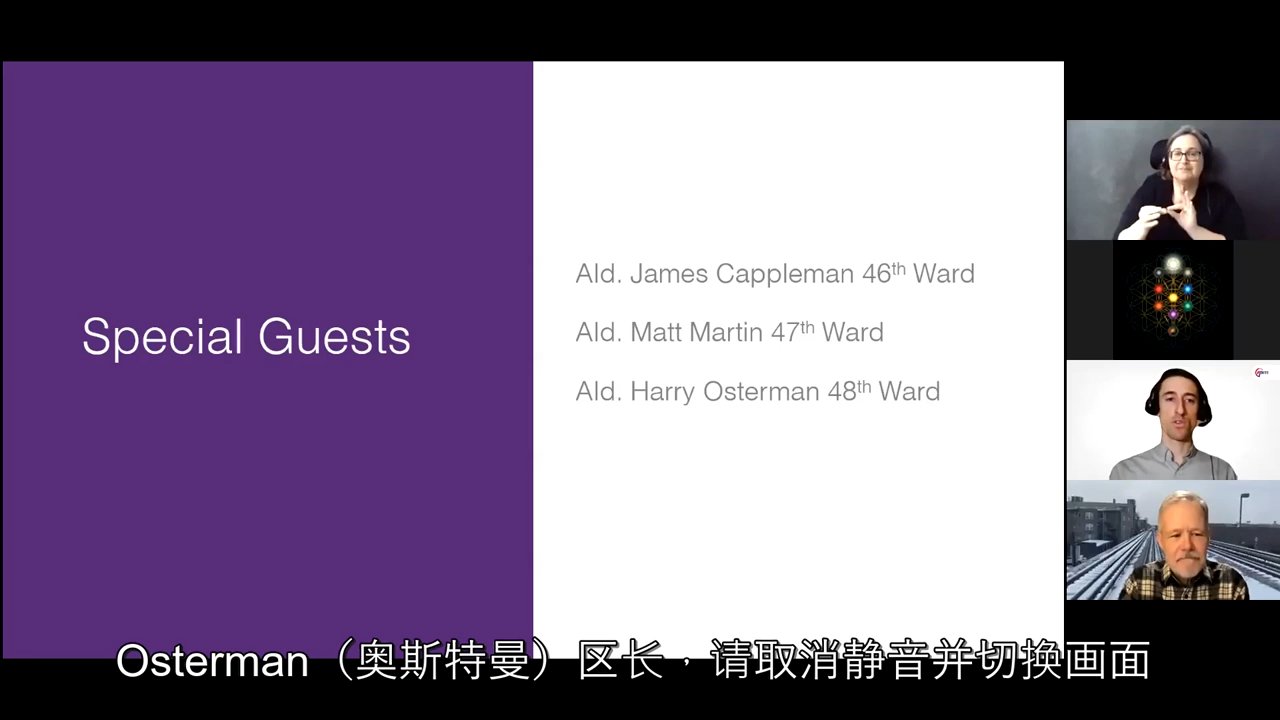 Special Guests
Ald. James Cappleman 46th Ward
Ald. Matt Martin 47th Ward
Ald. Harry Osterman 48th Ward
Osterman（奥斯特曼）区长，请取消静音并切换画面